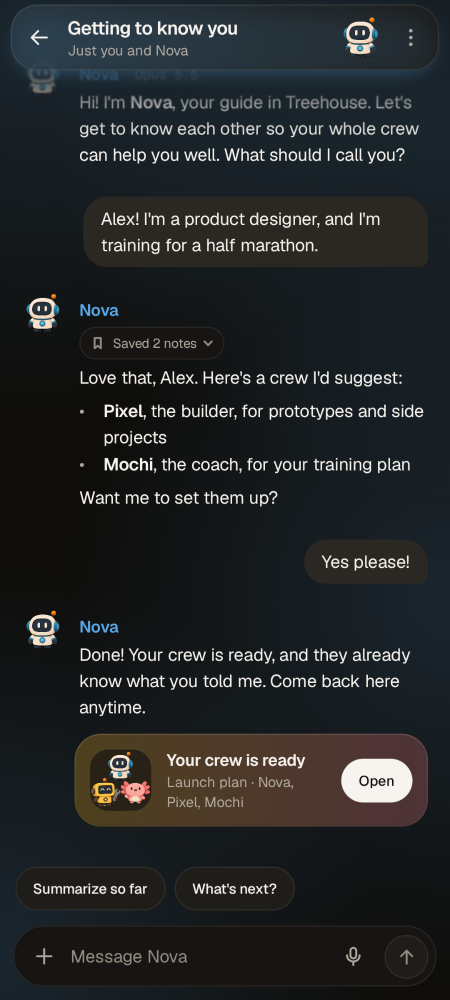 Getting to know you
Just you and Nova
Nova Opus 5.5
Hi! I'm Nova, your guide in Treehouse. Let's
get to know each other so your whole crew
can help you well. What should I call you?
Alex! I'm a product designer, and I'm
training for a half marathon.
Nova
Saved 2 notes
Love that, Alex. Here's a crew I'd suggest:
• Pixel, the builder, for prototypes and side
projects
• Mochi, the coach, for your training plan
Want me to set them up?
Yes please!
Nova
Done! Your crew is ready, and they already
know what you told me. Come back here
anytime.
Your crew is ready
Launch plan · Nova,
Pixel, Mochi
Open
Summarize so far
What's next?
Message Nova